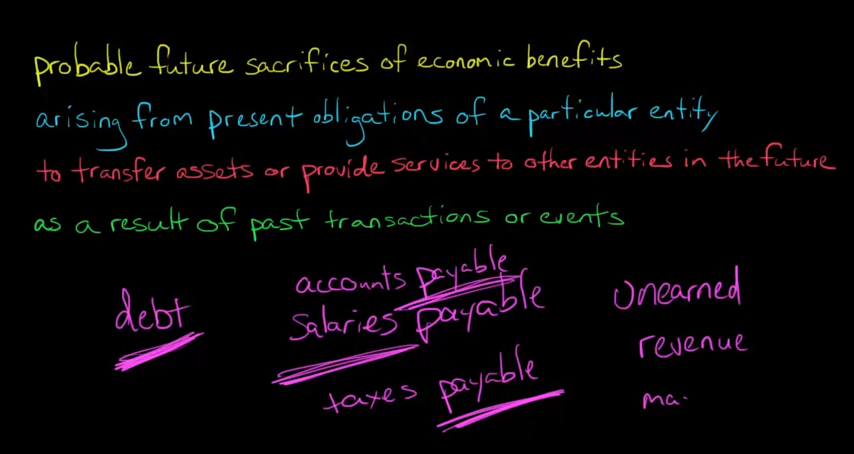 probable future sacrifices of economic benefits
arising from present obligations of a particular entity
to transfer assets or provide services to other entities in the future
as a result of past transactions or events
debt
accounts payable
Salaries payable
taxes payable
Unearned
revenue
ma